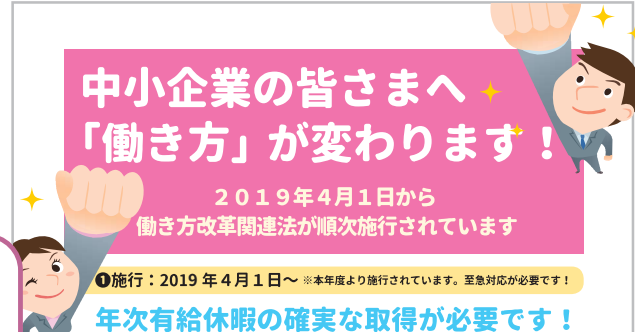 中小企業の皆さまへ
「働き方」が変わります！
２０１９年４月１日から
働き方改革関連法が順次施行されています
❶施行：2019 年４月１日〜 ※本年度より施行されています。至急対応が必要です！
年次有給休暇の確実な取得が必要です！